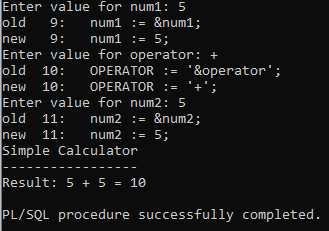 Enter value for num1: 5
old   9:    num1 := &num1;
new   9:    num1 := 5;
Enter value for operator: +
old  10:    OPERATOR := '&operator';
new  10:    OPERATOR := '+';
Enter value for num2: 5
old  11:    num2 := &num2;
new  11:    num2 := 5;
Simple Calculator
-----------------
Result: 5 + 5 = 10
PL/SQL procedure successfully completed.